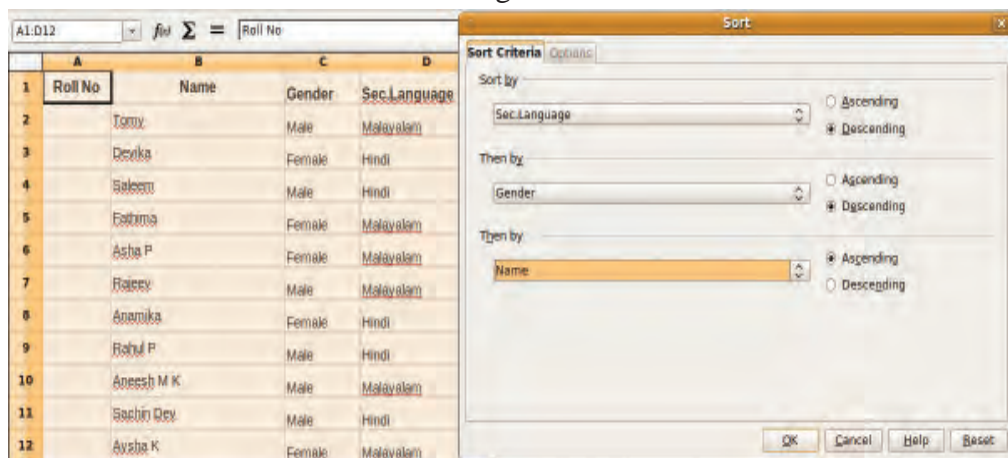 A1:D12 f(x) Σ = Roll No
A B C D
1 Roll No Name Gender Sec.Language
2 Tomy Male Malayalam
3 Devika Female Hindi
4 Saleem Male Hindi
5 Fathima Female Malayalam
6 Asha P Female Malayalam
7 Rajeev Male Malayalam
8 Anamika Female Hindi
9 Rahul P Male Hindi
10 Aneesh M K Male Malayalam
11 Sachin Dev Male Hindi
12 Aysha K Female Malayalam
Sort
Sort Criteria Options
Sort by
Sec.Language
Ascending
Descending
Then by
Gender
Ascending
Descending
Then by
Name
Ascending
Descending
OK Cancel Help Reset